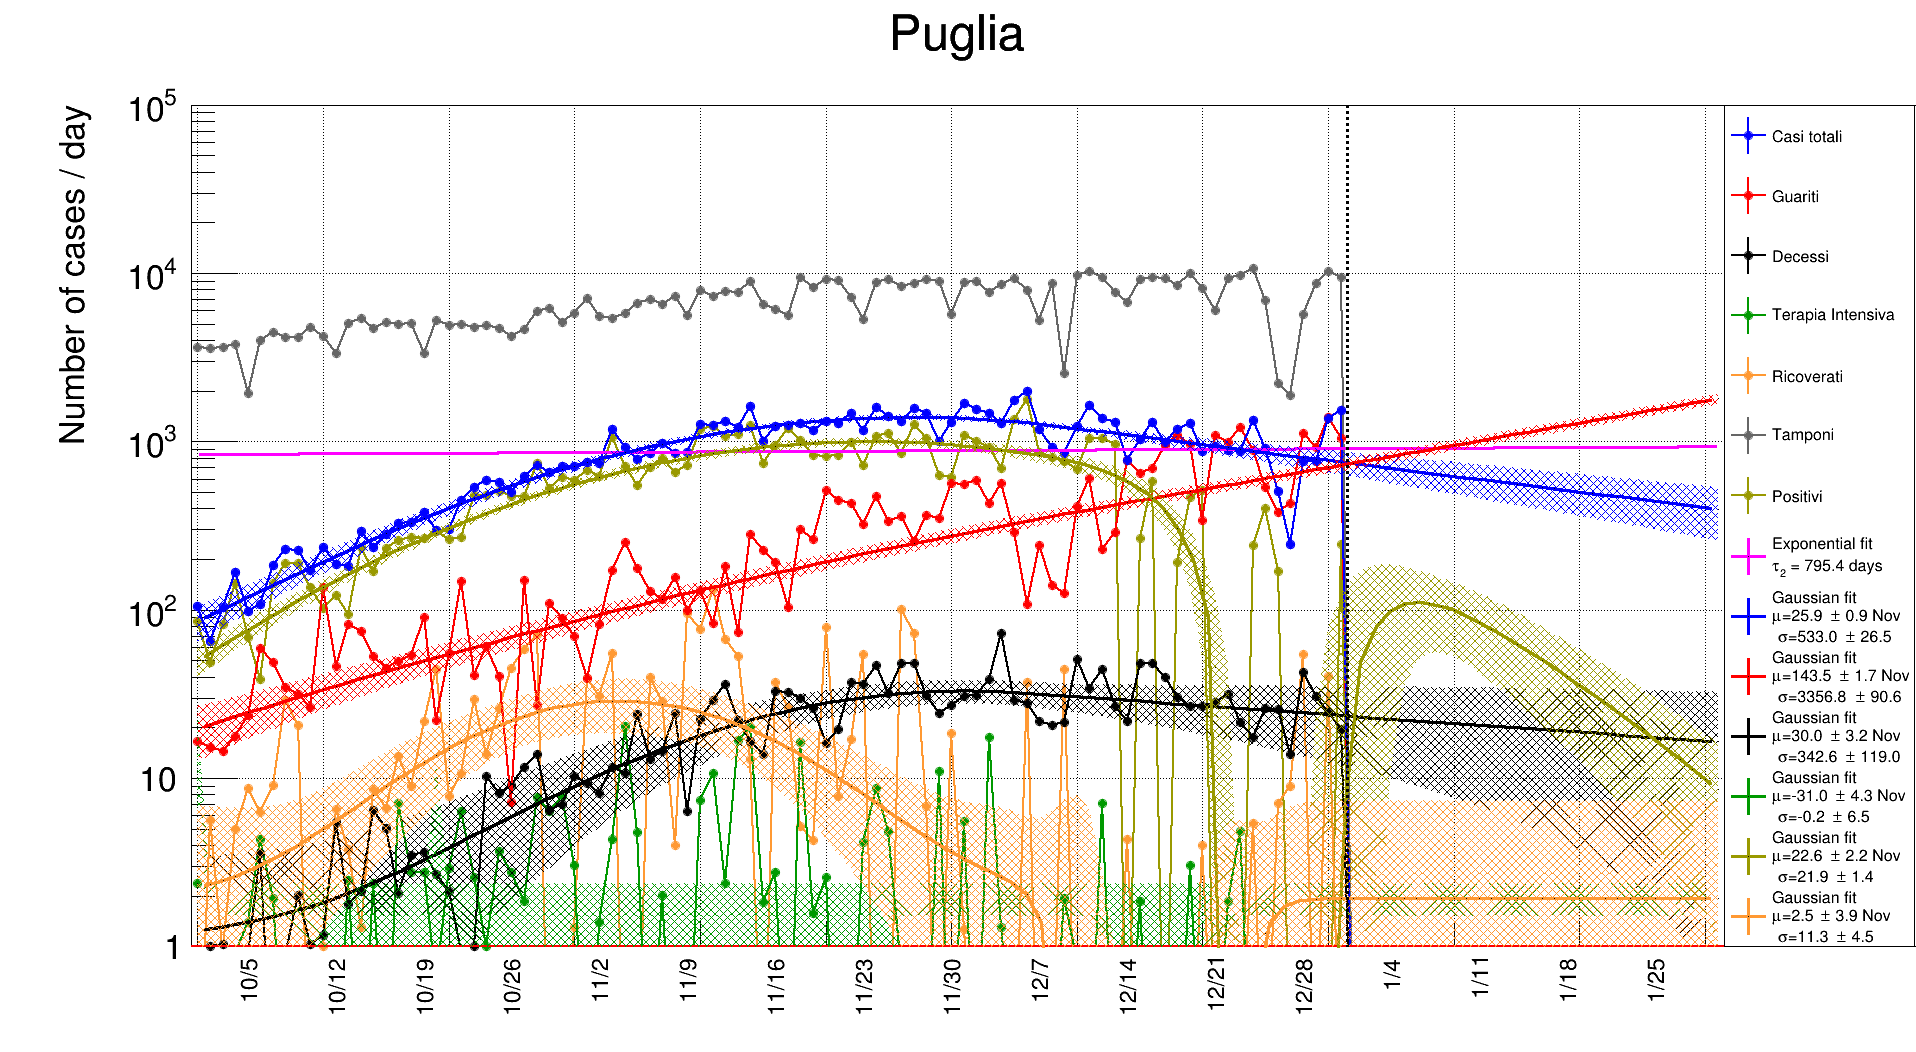 Puglia
Number of cases / day
10^5
10^4
10^3
10^2
10
1
10/5
10/12
10/19
10/26
11/2
11/9
11/16
11/23
11/30
12/7
12/14
12/21
12/28
1/4
1/11
1/18
1/25
Casi totali
Guariti
Decessi
Terapia Intensiva
Ricoverati
Tamponi
Positivi
Exponential fit
τ₂ = 795.4 days
Gaussian fit
μ=25.9 ± 0.9 Nov
σ=533.0 ± 26.5
Gaussian fit
μ=143.5 ± 1.7 Nov
σ=3356.8 ± 90.6
Gaussian fit
μ=30.0 ± 3.2 Nov
σ=342.6 ± 119.0
Gaussian fit
μ=-31.0 ± 4.3 Nov
σ=-0.2 ± 6.5
Gaussian fit
μ=22.6 ± 2.2 Nov
σ=21.9 ± 1.4
Gaussian fit
μ=2.5 ± 3.9 Nov
σ=11.3 ± 4.5